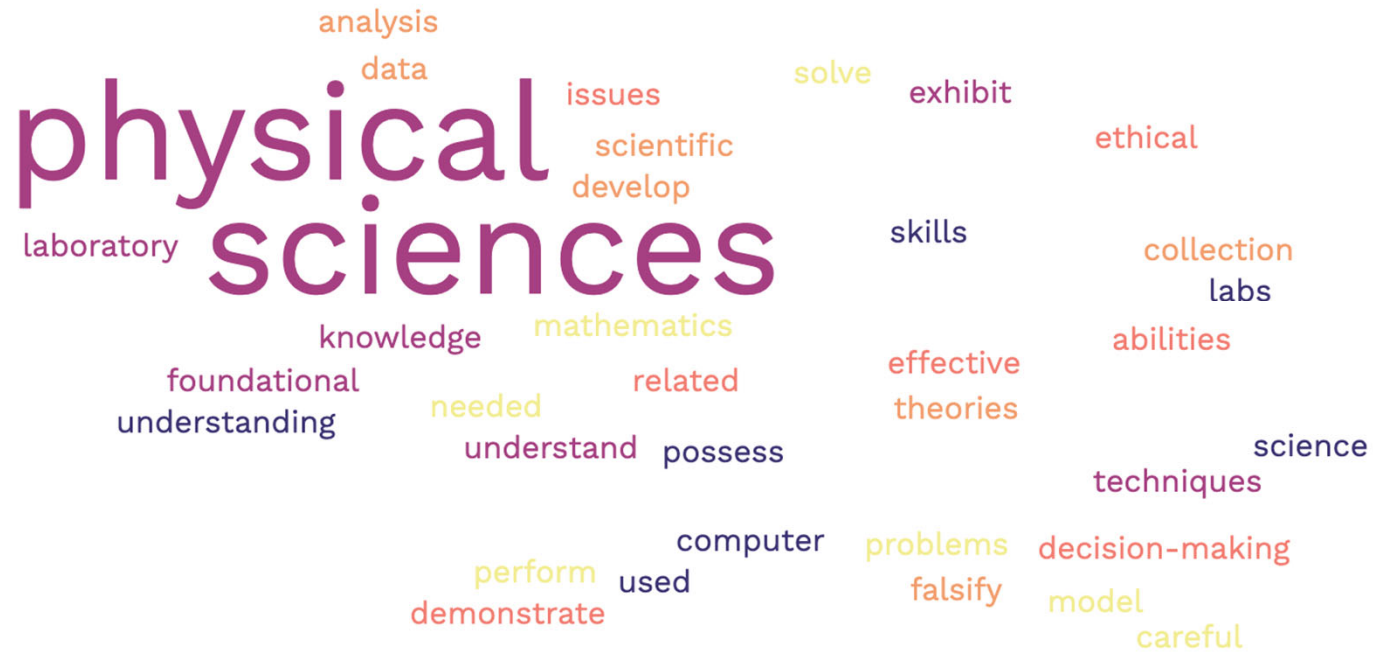 analysis
data
solve
issues
exhibit
physical
ethical
scientific
develop
skills
laboratory
sciences
collection
labs
mathematics
knowledge
abilities
effective
foundational
related
needed
theories
understanding
understand
possess
science
techniques
computer
problems
decision-making
perform
used
falsify
model
demonstrate
careful